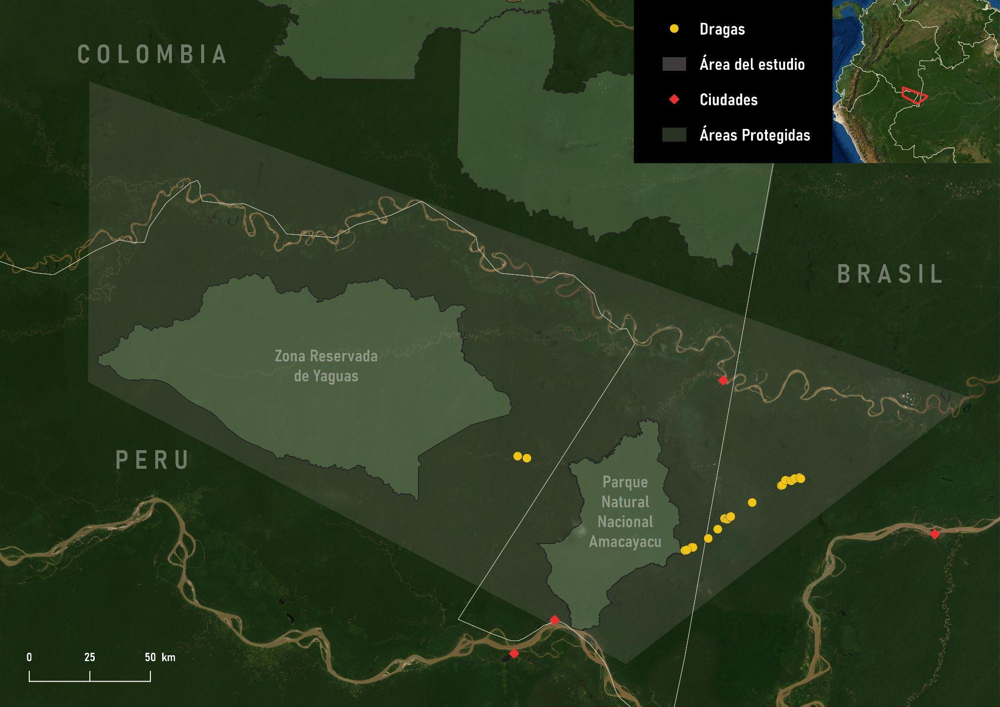 COLOMBIA
Dragas
Área del estudio
Ciudades
Áreas Protegidas
BRASIL
Zona Reservada
de Yaguas
PERU
Parque
Natural
Nacional
Amacayacu
0 25 50 km